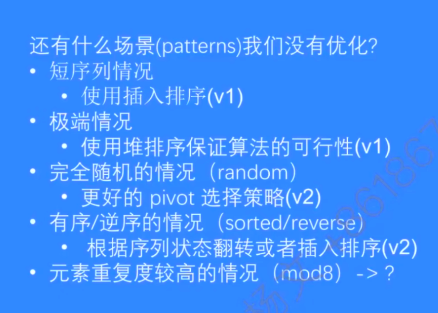 还有什么场景(patterns)我们没有优化?
• 短序列情况
• 使用插入排序(v1)
• 极端情况
• 使用堆排序保证算法的可行性(v1)
• 完全随机的情况（random）
• 更好的 pivot 选择策略(v2)
• 有序/逆序的情况（sorted/reverse）
• 根据序列状态翻转或者插入排序(v2)
• 元素重复度较高的情况（mod8）-> ?